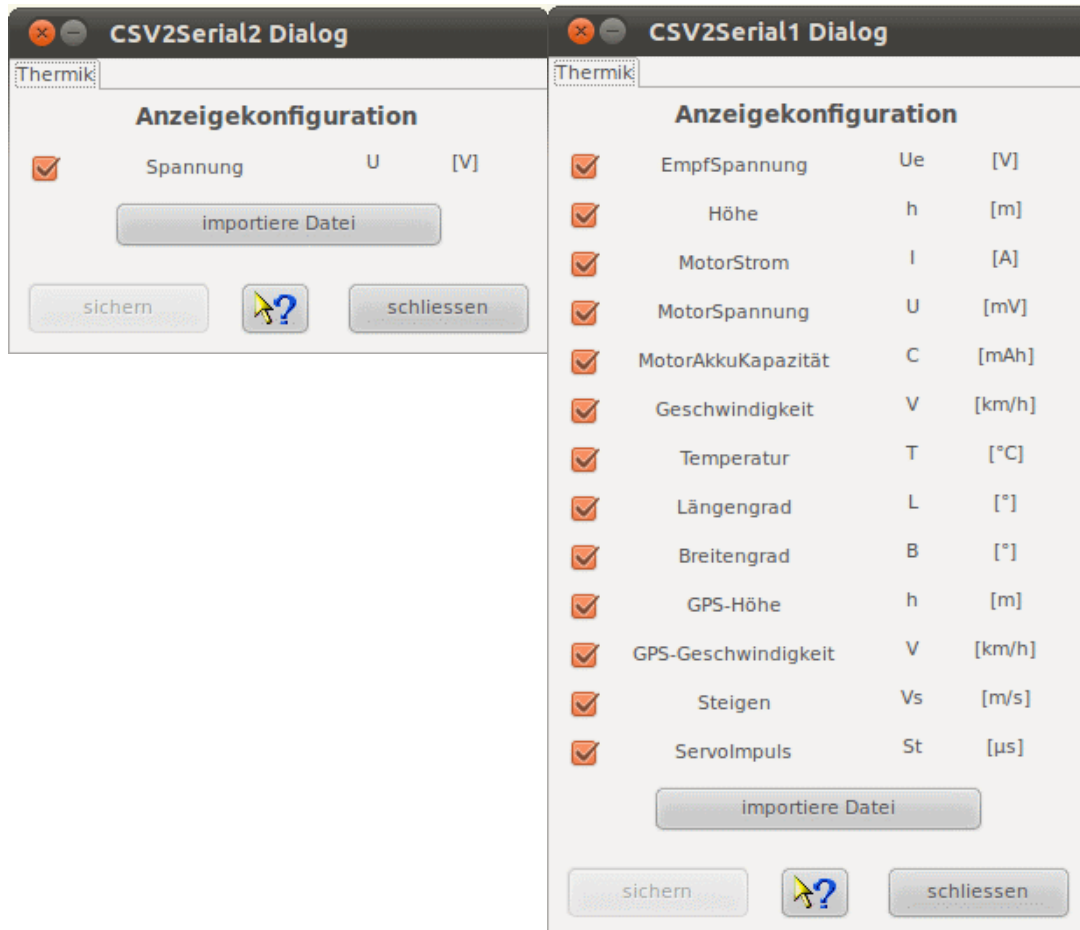 CSV2Serial2 Dialog
Thermik
Anzeigekonfiguration
Spannung U [V]
importiere Datei
sichern ? schliessen
CSV2Serial1 Dialog
Thermik
Anzeigekonfiguration
EmpfSpannung Ue [V]
Höhe h [m]
MotorStrom I [A]
MotorSpannung U [mV]
MotorAkkuKapazität C [mAh]
Geschwindigkeit V [km/h]
Temperatur T [°C]
Längengrad L [°]
Breitengrad B [°]
GPS-Höhe h [m]
GPS-Geschwindigkeit V [km/h]
Steigen Vs [m/s]
ServoImpuls St [µs]
importiere Datei
sichern ? schliessen